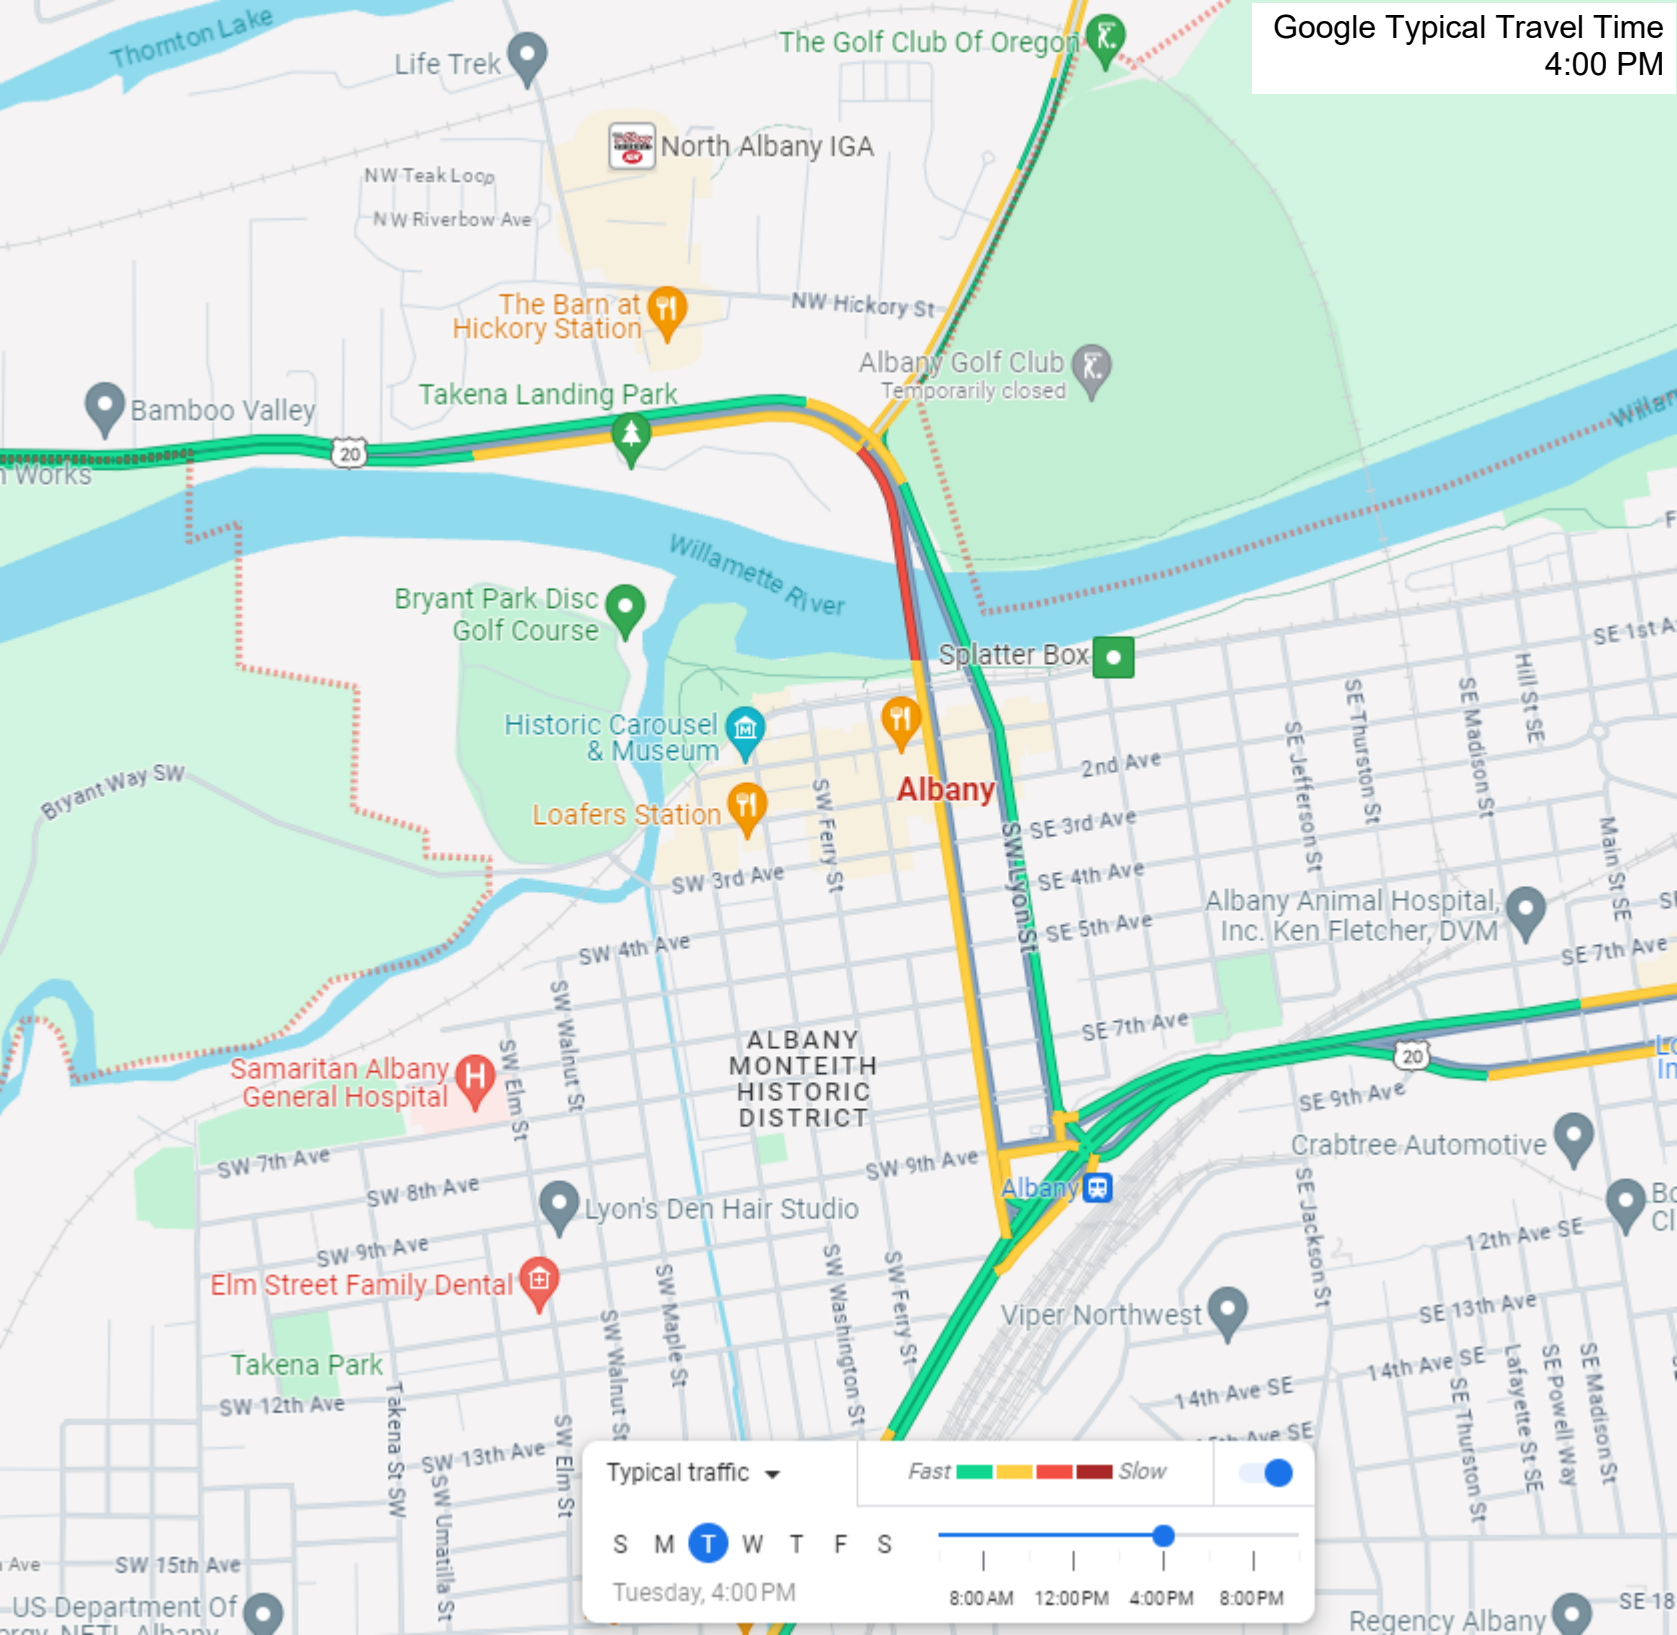 Google Typical Travel Time
4:00 PM
Thornton Lake
Life Trek
The Golf Club Of Oregon
North Albany IGA
NW Teak Loop
NW Riverbow Ave
NW Hickory St
The Barn at
Hickory Station
Albany Golf Club
Temporarily closed
Takena Landing Park
Bamboo Valley
20
Works
Willamette River
Bryant Park Disc
Golf Course
Splatter Box
SE 1st A
Hill St SE
SE Madison St
SE Thurston St
SE Jefferson St
Historic Carousel
& Museum
2nd Ave
Bryant Way SW
Albany
Loafers Station
SW Ferry St
SW Lyon St
SE 3rd Ave
SE 4th Ave
SE 5th Ave
Main St SE
SW 3rd Ave
SW 4th Ave
Albany Animal Hospital,
Inc. Ken Fletcher, DVM
SE 7th Ave
SE 7th Ave
SW Walnut St
SW Elm St
ALBANY
MONTEITH
HISTORIC
DISTRICT
20
Samaritan Albany
General Hospital
SE 9th Ave
Crabtree Automotive
SW 7th Ave
SW 8th Ave
SW 9th Ave
Albany
Lyon's Den Hair Studio
SE Jackson St
12th Ave SE
SW 9th Ave
Elm Street Family Dental
SW Maple St
SW Washington St
SW Ferry St
SW Walnut St
Viper Northwest
SE 13th Ave
14th Ave SE
14th Ave SE
15th Ave SE
Lafayette St SE
SE Powell Way
SE Madison St
SE Thurston St
Takena Park
SW 12th Ave
Takena St SW
SW 13th Ave
SW Elm St
SW Umatilla St
Ave
SW 15th Ave
US Department Of
Typical traffic
Fast
Slow
S M T W T F S
Tuesday, 4:00 PM
8:00 AM 12:00 PM 4:00 PM 8:00 PM
SE 18
Regency Albany